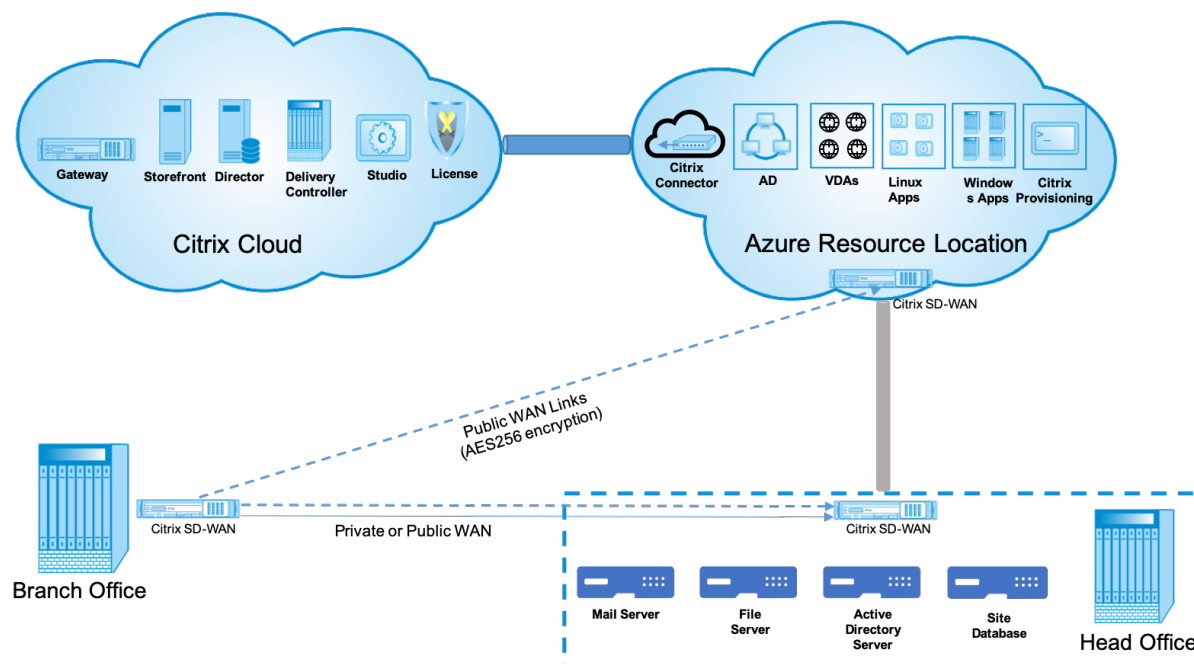 Gateway
Storefront
Director
Delivery
Controller
Studio
License
Citrix Cloud
Citrix
Connector
AD
VDAs
Linux
Apps
Window
s Apps
Citrix
Provisioning
Azure Resource Location
Citrix SD-WAN
Public WAN Links
(AES256 encryption)
Citrix SD-WAN
Private or Public WAN
Citrix SD-WAN
Branch Office
Mail Server
File
Server
Active
Directory
Server
Site
Database
Head Office